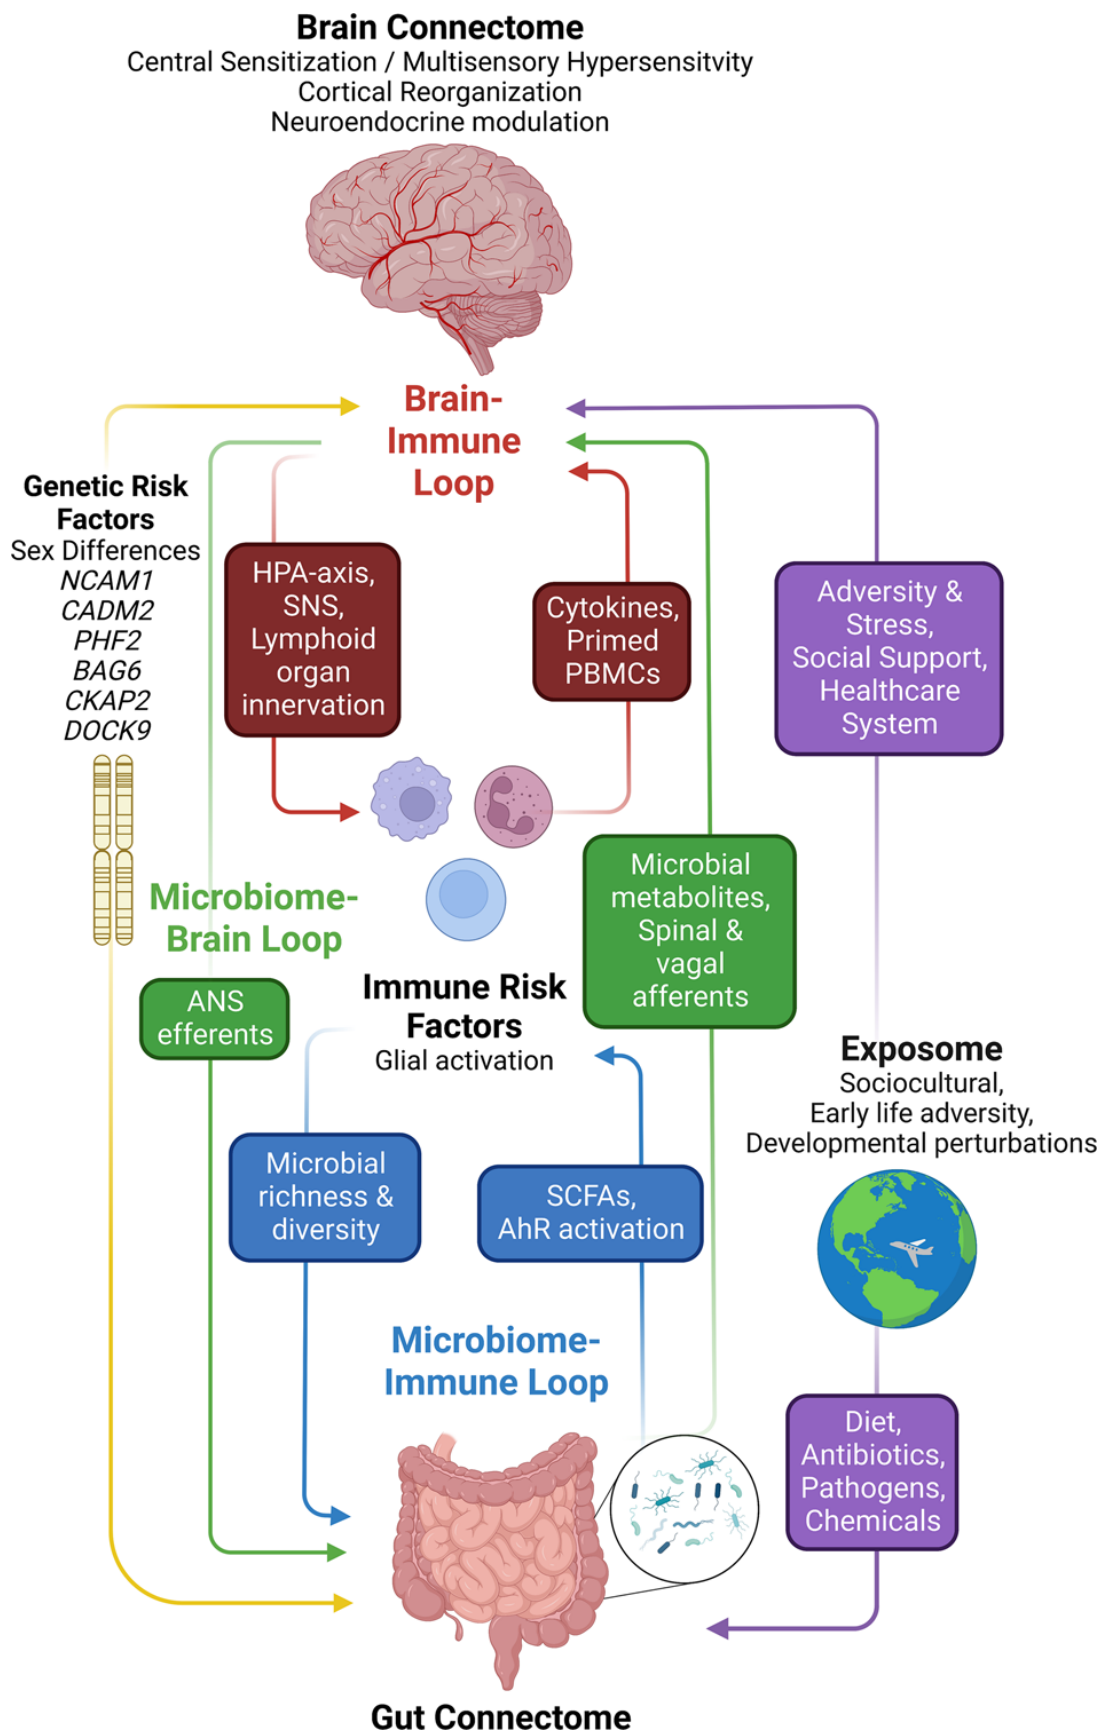 Brain Connectome
Central Sensitization / Multisensory Hypersensitvity
Cortical Reorganization
Neuroendocrine modulation
Brain-
Immune
Loop
Genetic Risk
Factors
Sex Differences
NCAM1
CADM2
PHF2
BAG6
CKAP2
DOCK9
HPA-axis,
SNS,
Lymphoid
organ
innervation
Cytokines,
Primed
PBMCs
Adversity &
Stress,
Social Support,
Healthcare
System
Microbiome-
Brain Loop
Microbial
metabolites,
Spinal &
vagal
afferents
ANS
efferents
Immune Risk
Factors
Glial activation
Exposome
Sociocultural,
Early life adversity,
Developmental perturbations
Microbial
richness &
diversity
SCFAs,
AhR activation
Microbiome-
Immune Loop
Diet,
Antibiotics,
Pathogens,
Chemicals
Gut Connectome